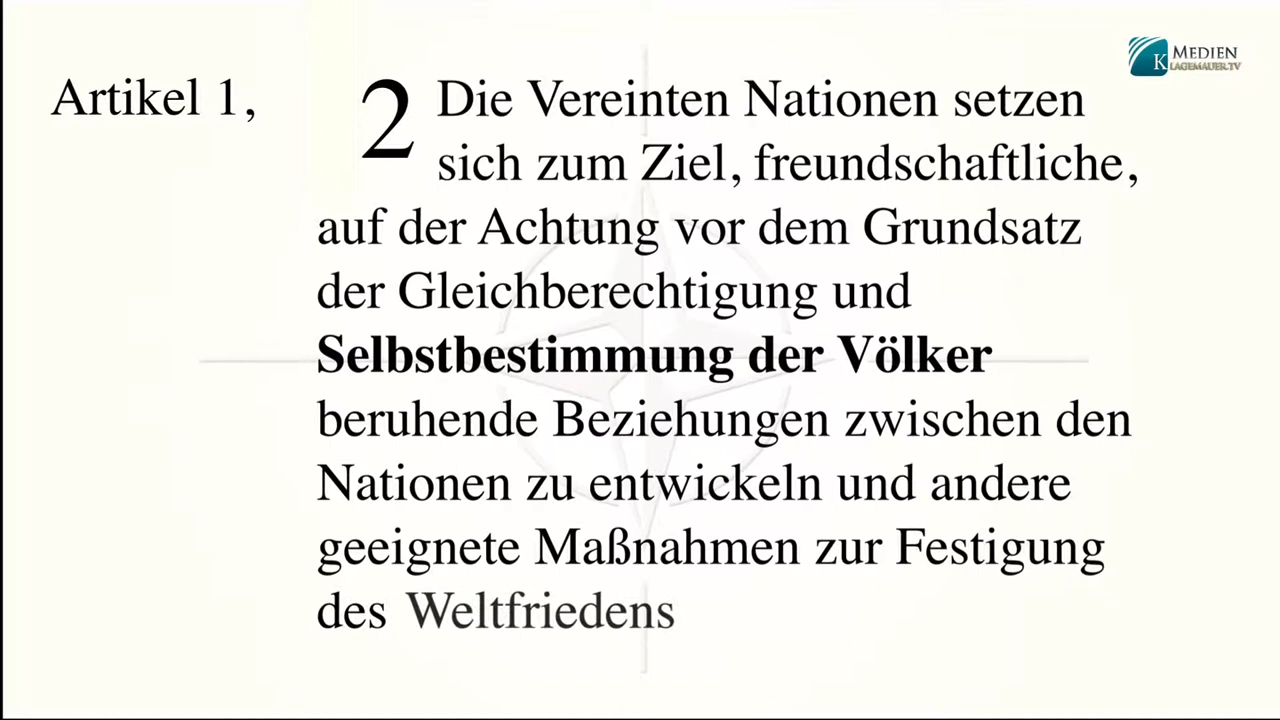 MEDIEN
KLAGEMAUER.TV
Artikel 1,
2 Die Vereinten Nationen setzen
sich zum Ziel, freundschaftliche,
auf der Achtung vor dem Grundsatz
der Gleichberechtigung und
Selbstbestimmung der Völker
beruhende Beziehungen zwischen den
Nationen zu entwickeln und andere
geeignete Maßnahmen zur Festigung
des Weltfriedens